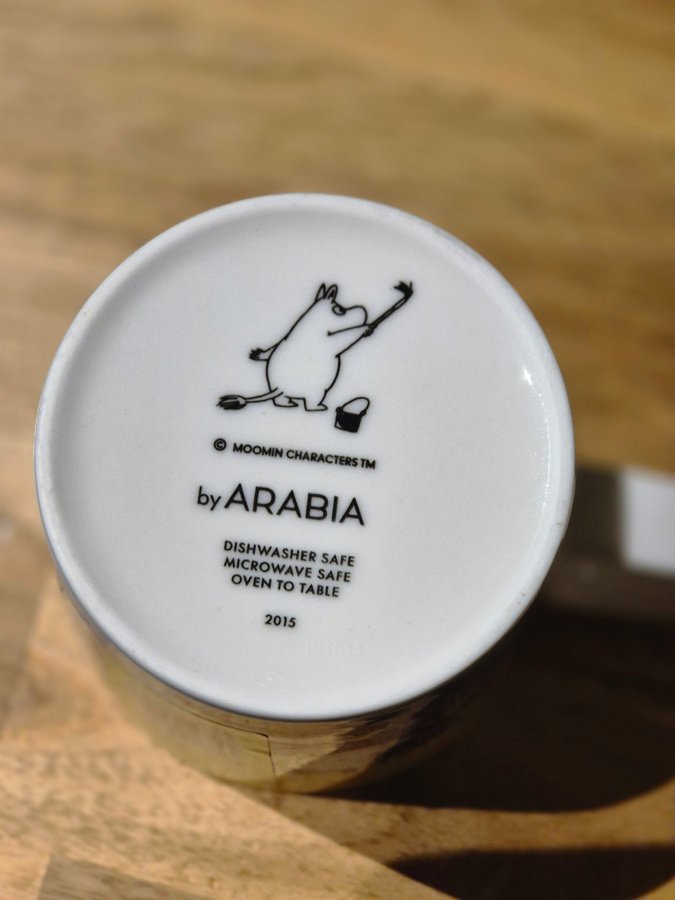 © MOOMIN CHARACTERS TM
by ARABIA
DISHWASHER SAFE
MICROWAVE SAFE
OVEN TO TABLE
2015